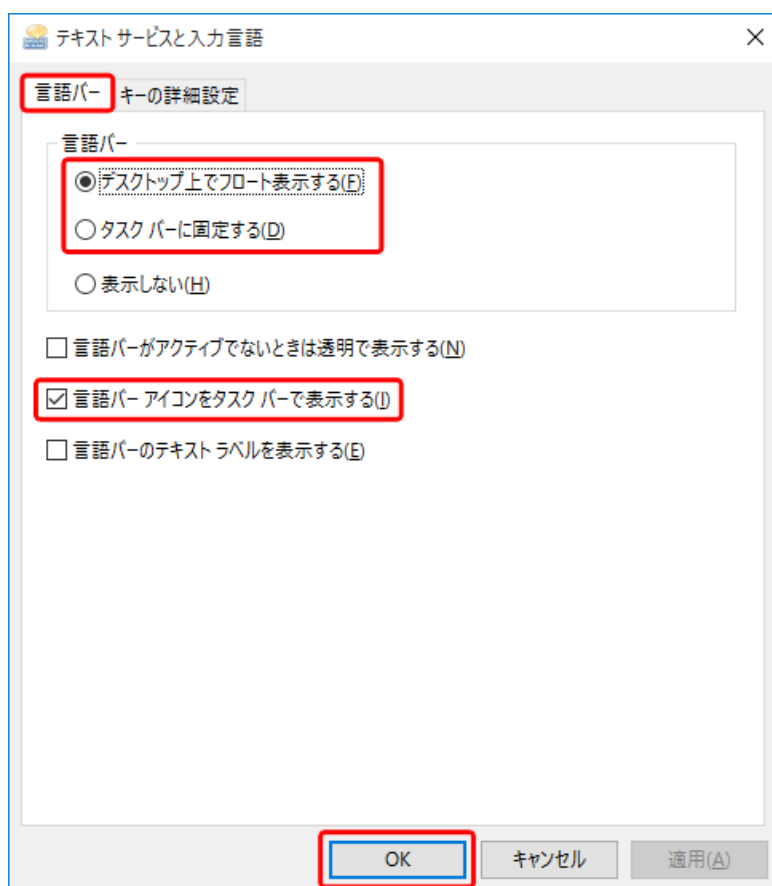 テキスト サービスと入力言語
言語バー キーの詳細設定
言語バー
デスクトップ上でフロート表示する(F)
タスク バーに固定する(D)
表示しない(H)
言語バーがアクティブでないときは透明で表示する(N)
言語バー アイコンをタスク バーで表示する(I)
言語バーのテキスト ラベルを表示する(E)
OK キャンセル 適用(A)